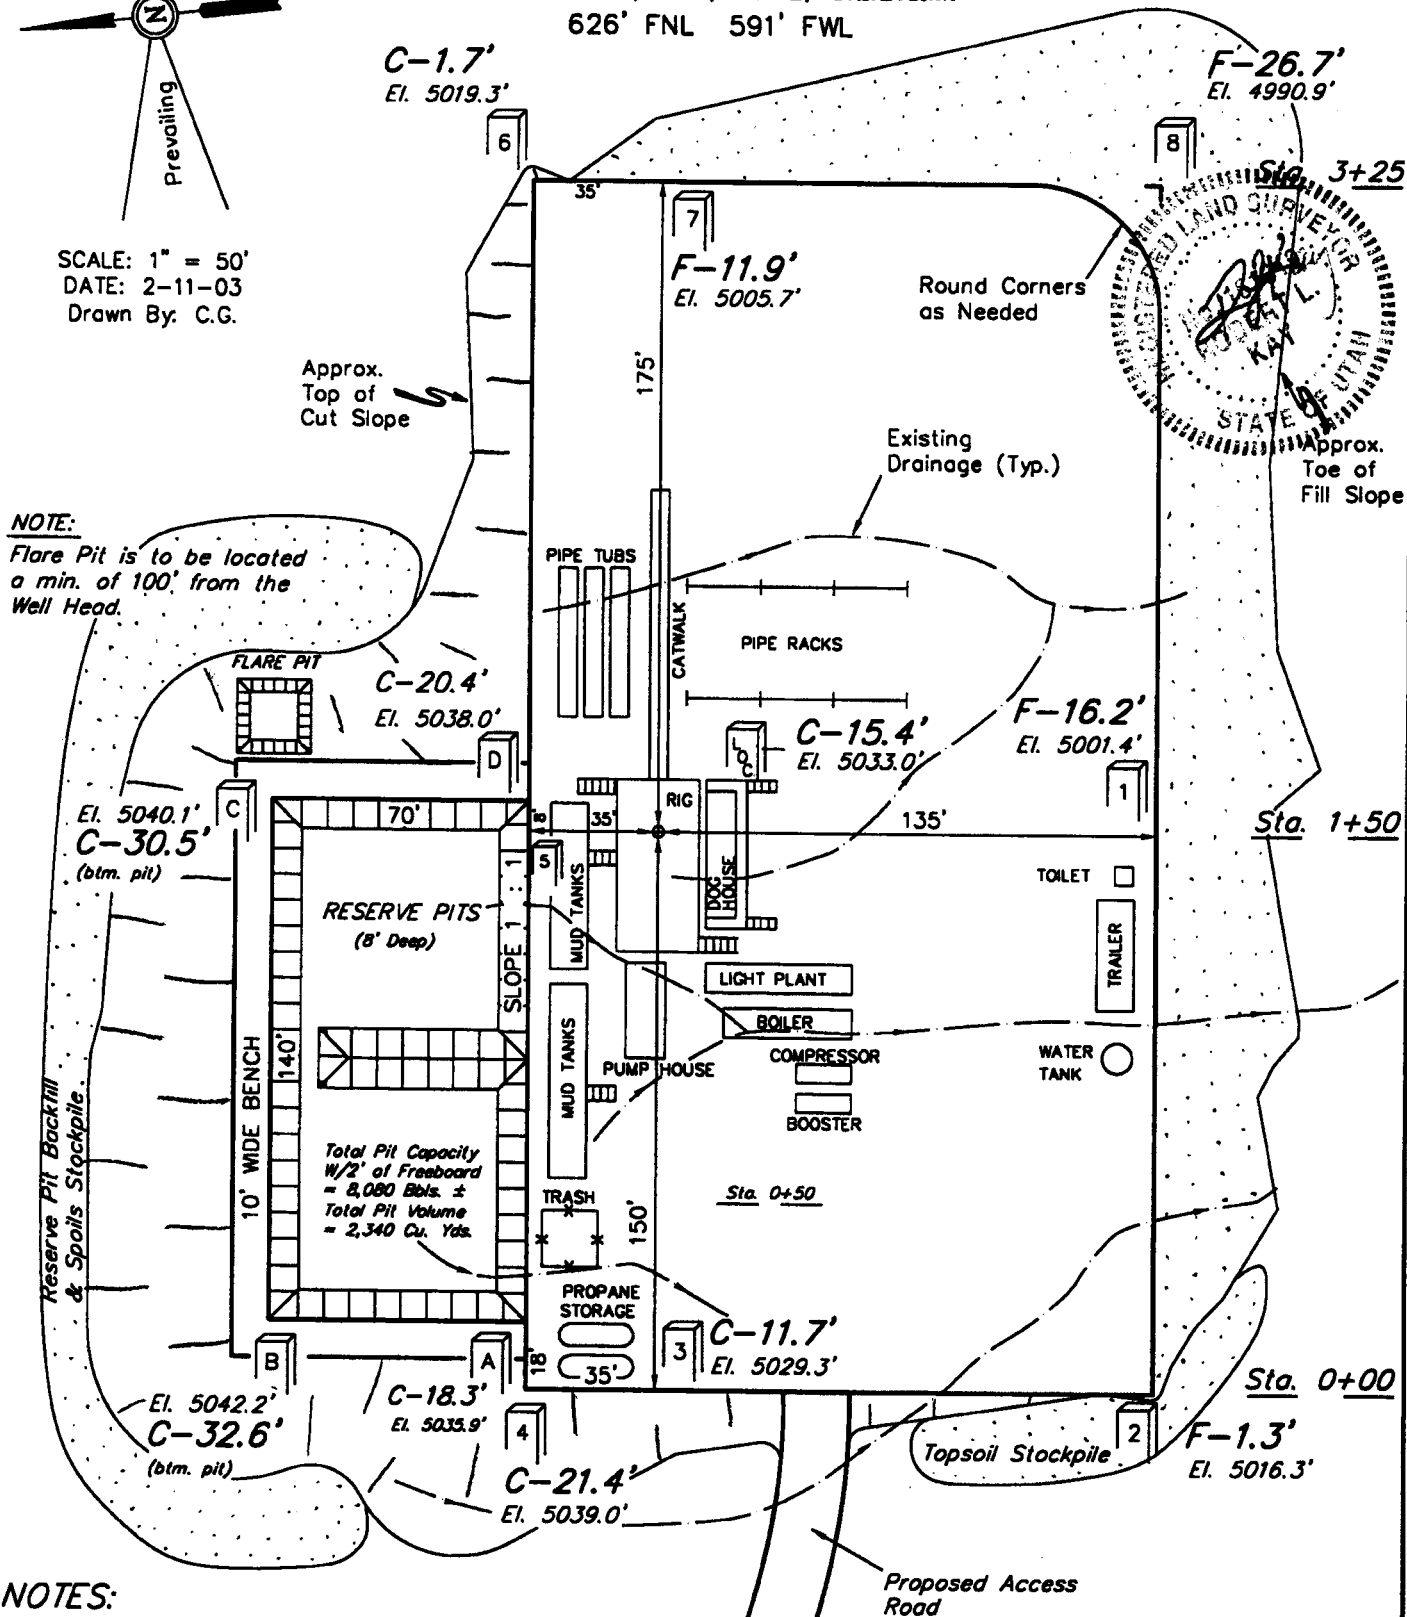 626' FNL 591' FWL
N
Prevailing
SCALE: 1" = 50'
DATE: 2-11-03
Drawn By: C.G.
C-1.7'
El. 5019.3'
6
F-26.7'
El. 4990.9'
8
Sta. 3+25
35'
7
F-11.9'
El. 5005.7'
175'
Round Corners
as Needed
REGISTERED LAND SURVEYOR
ROBERT L.
KAY
STATE OF UTAH
Approx.
Top of
Cut Slope
Existing
Drainage (Typ.)
Approx.
Toe of
Fill Slope
NOTE:
Flare Pit is to be located
a min. of 100' from the
Well Head.
PIPE TUBS
CATWALK
PIPE RACKS
FLARE PIT
C-20.4'
El. 5038.0'
D
LOC.
C-15.4'
El. 5033.0'
F-16.2'
El. 5001.4'
1
El. 5040.1'
C-30.5'
(btm. pit)
C
70'
35'
RIG
135'
Sta. 1+50
5
DOG
HOUSE
TOILET
MUD TANKS
RESERVE PITS
(8' Deep)
SLOPE 1 : 1
TRAILER
LIGHT PLANT
BOILER
COMPRESSOR
BOOSTER
PUMP HOUSE
MUD TANKS
WATER
TANK
140'
10' WIDE BENCH
Reserve Pit Backfill
& Spoils Stockpile.
Total Pit Capacity
W/2' of Freeboard
= 8,080 Bbls. ±
Total Pit Volume
= 2,340 Cu. Yds.
TRASH
150'
Sta. 0+50
PROPANE
STORAGE
18'
35'
3
C-11.7'
El. 5029.3'
Sta. 0+00
B
A
El. 5042.2'
C-32.6'
(btm. pit)
C-18.3'
El. 5035.9'
4
C-21.4'
El. 5039.0'
Topsoil Stockpile
2
F-1.3'
El. 5016.3'
Proposed Access
Road
NOTES: